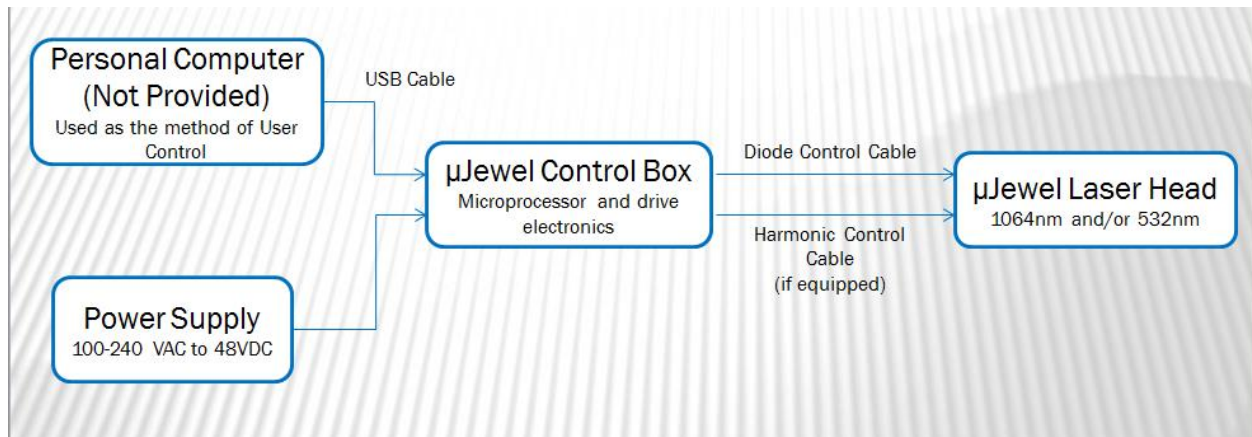 Personal Computer
(Not Provided)
Used as the method of User
Control
USB Cable
µJewel Control Box
Microprocessor and drive
electronics
Diode Control Cable
Harmonic Control
Cable
(if equipped)
µJewel Laser Head
1064nm and/or 532nm
Power Supply
100-240 VAC to 48VDC